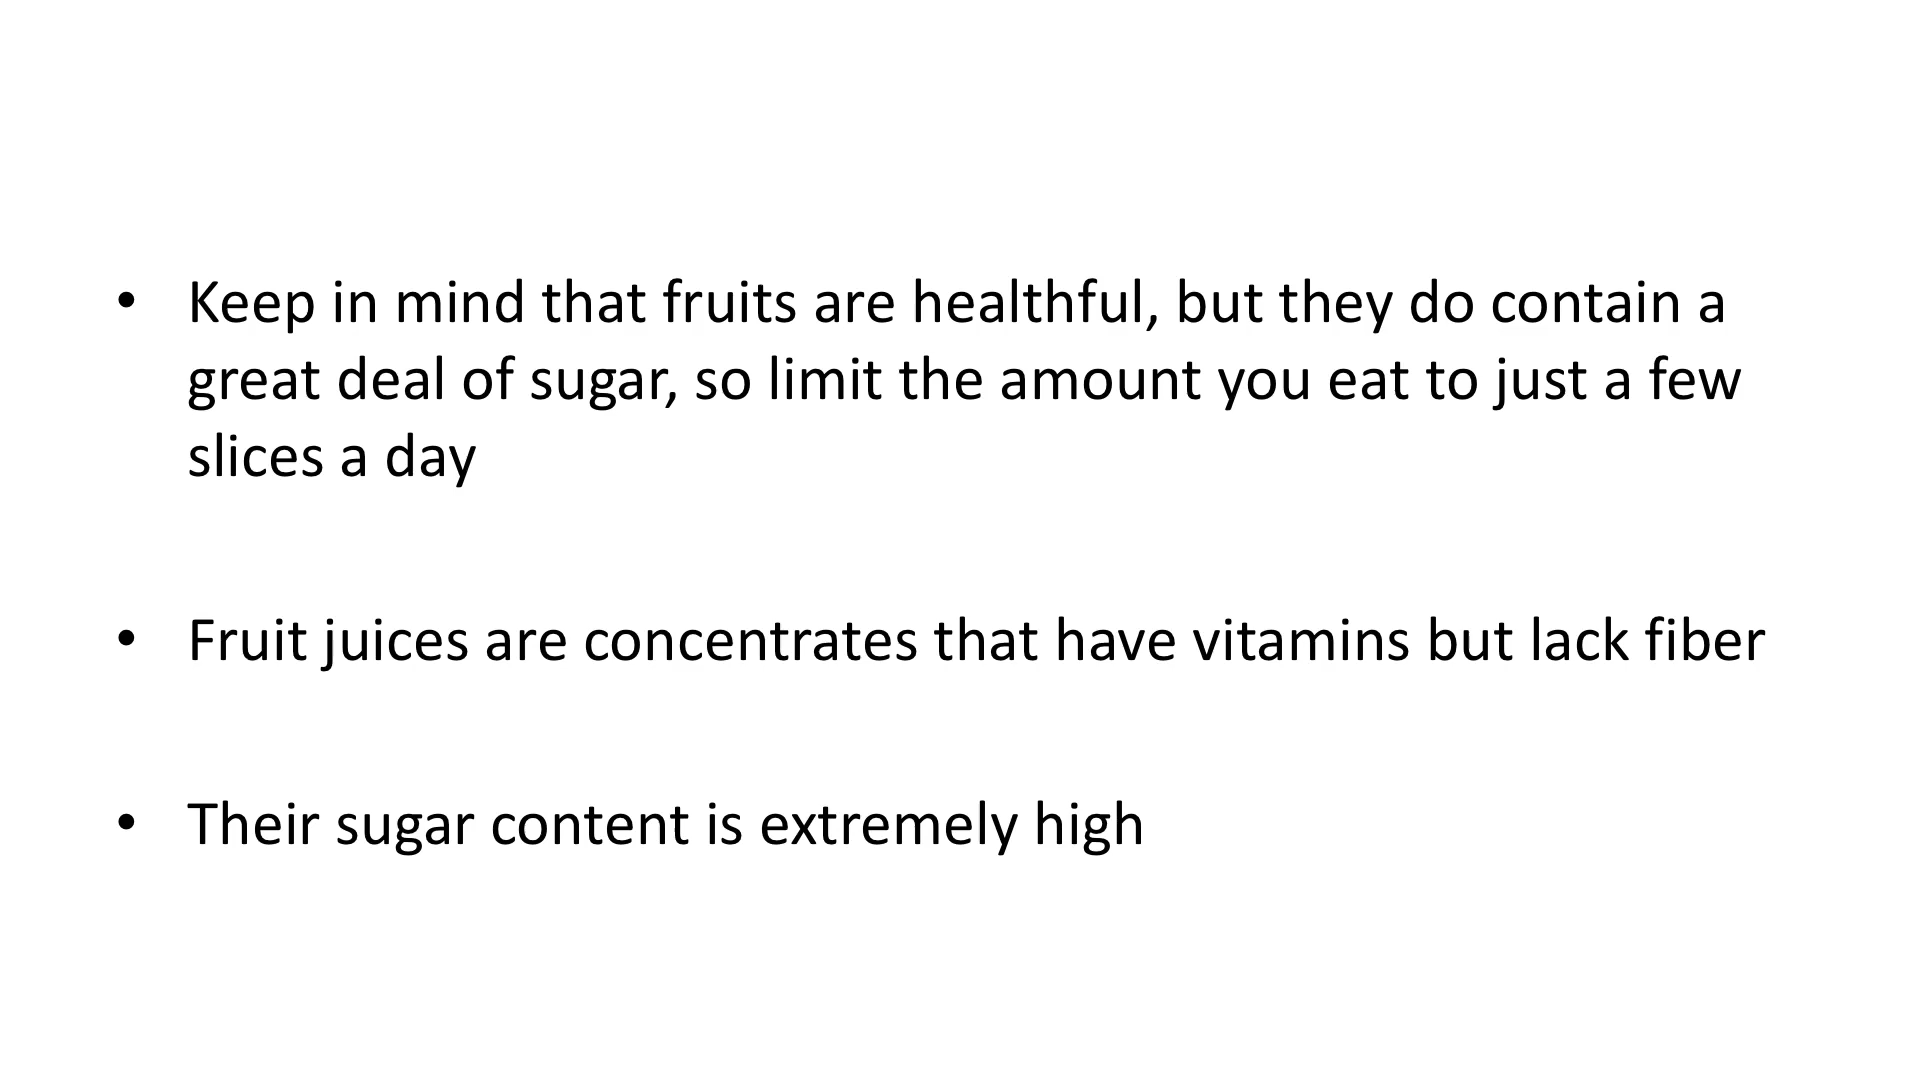 • Keep in mind that fruits are healthful, but they do contain a
great deal of sugar, so limit the amount you eat to just a few
slices a day
• Fruit juices are concentrates that have vitamins but lack fiber
• Their sugar content is extremely high